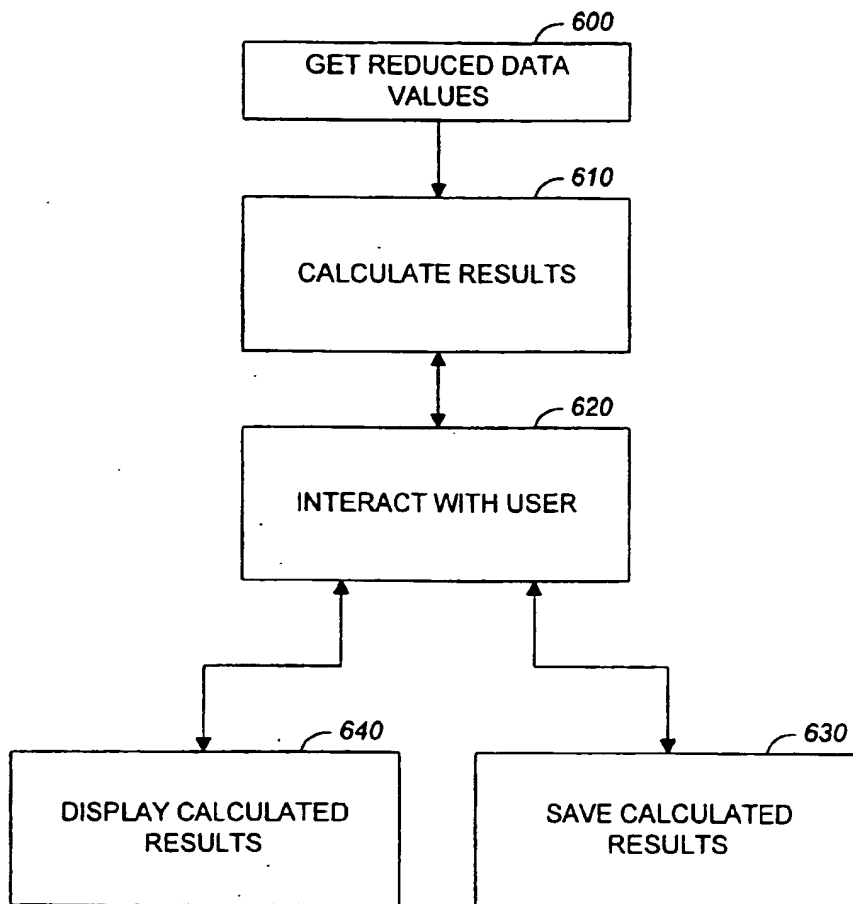 600
GET REDUCED DATA
VALUES
610
CALCULATE RESULTS
620
INTERACT WITH USER
640
DISPLAY CALCULATED
RESULTS
630
SAVE CALCULATED
RESULTS